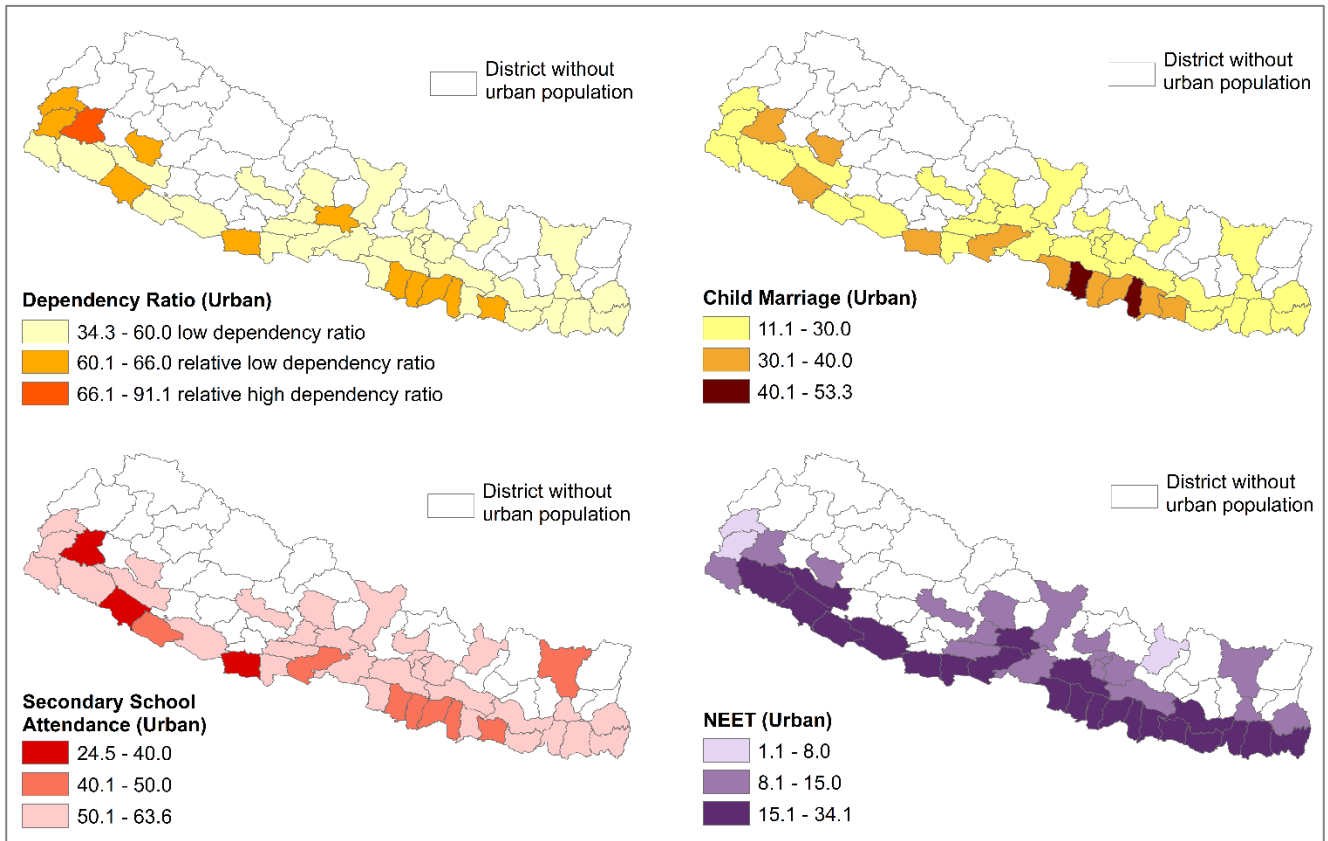 District without
urban population
Dependency Ratio (Urban)
34.3 - 60.0 low dependency ratio
60.1 - 66.0 relative low dependency ratio
66.1 - 91.1 relative high dependency ratio
District without
urban population
Child Marriage (Urban)
11.1 - 30.0
30.1 - 40.0
40.1 - 53.3
District without
urban population
Secondary School
Attendance (Urban)
24.5 - 40.0
40.1 - 50.0
50.1 - 63.6
District without
urban population
NEET (Urban)
1.1 - 8.0
8.1 - 15.0
15.1 - 34.1